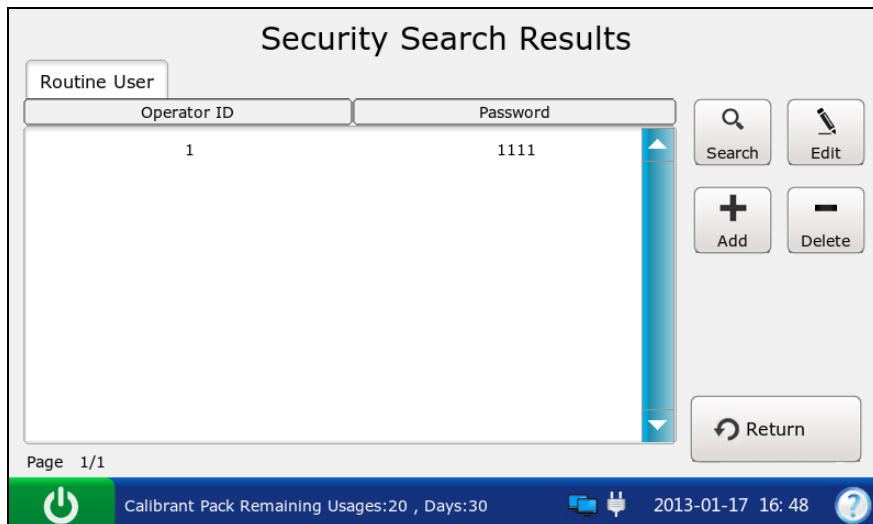 Security Search Results
Routine User
Operator ID Password
1 1111
Search Edit
Add Delete
Return
Page 1/1
Calibrant Pack Remaining Usages:20 , Days:30 2013-01-17 16: 48 ?